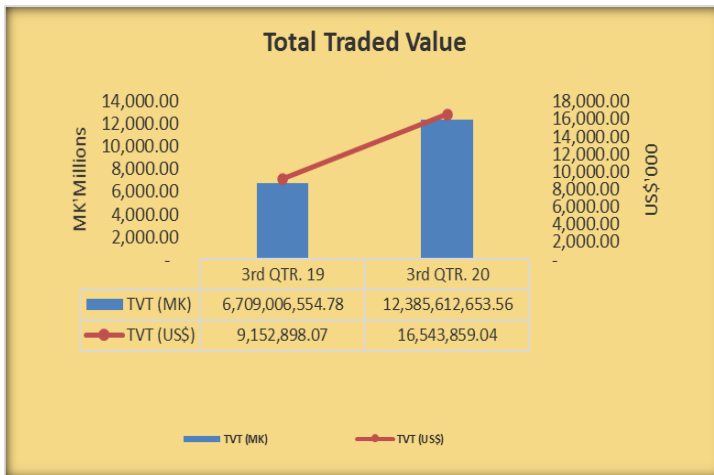 Total Traded Value
MK'Millions
14,000.00
12,000.00
10,000.00
8,000.00
6,000.00
4,000.00
2,000.00
-
18,000.00
16,000.00
14,000.00
12,000.00
10,000.00
8,000.00
6,000.00
4,000.00
2,000.00
-
US$'000
3rd QTR. 19 3rd QTR. 20
TVT (MK) 6,709,006,554.78 12,385,612,653.56
TVT (US$) 9,152,898.07 16,543,859.04
TVT (MK) TVT (US$)